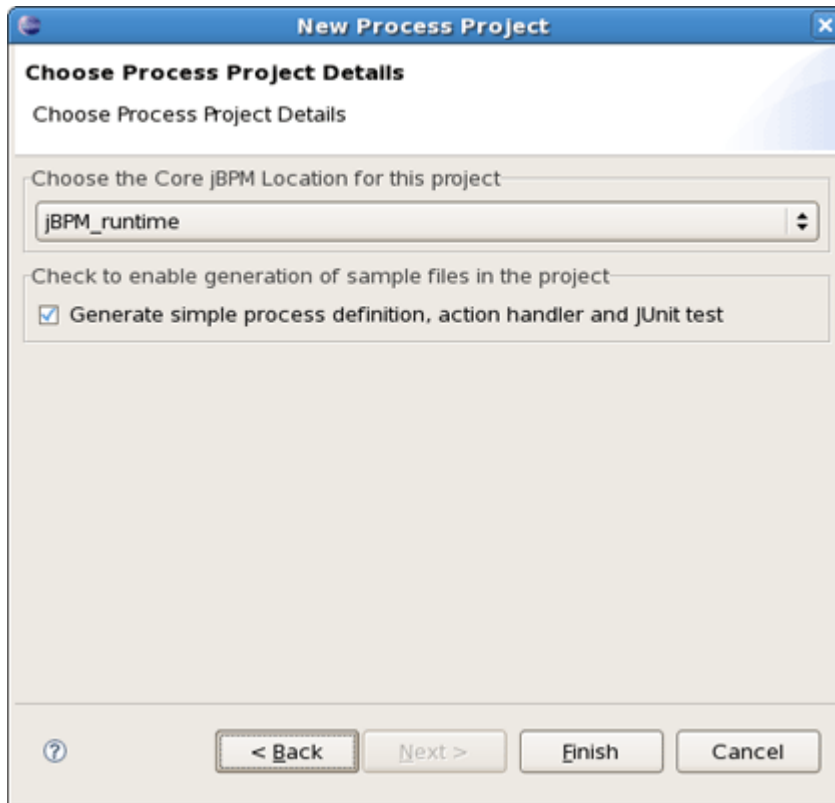 New Process Project
Choose Process Project Details
Choose Process Project Details
Choose the Core jBPM Location for this project
jBPM_runtime
Check to enable generation of sample files in the project
Generate simple process definition, action handler and JUnit test
?
< Back
Next >
Finish
Cancel